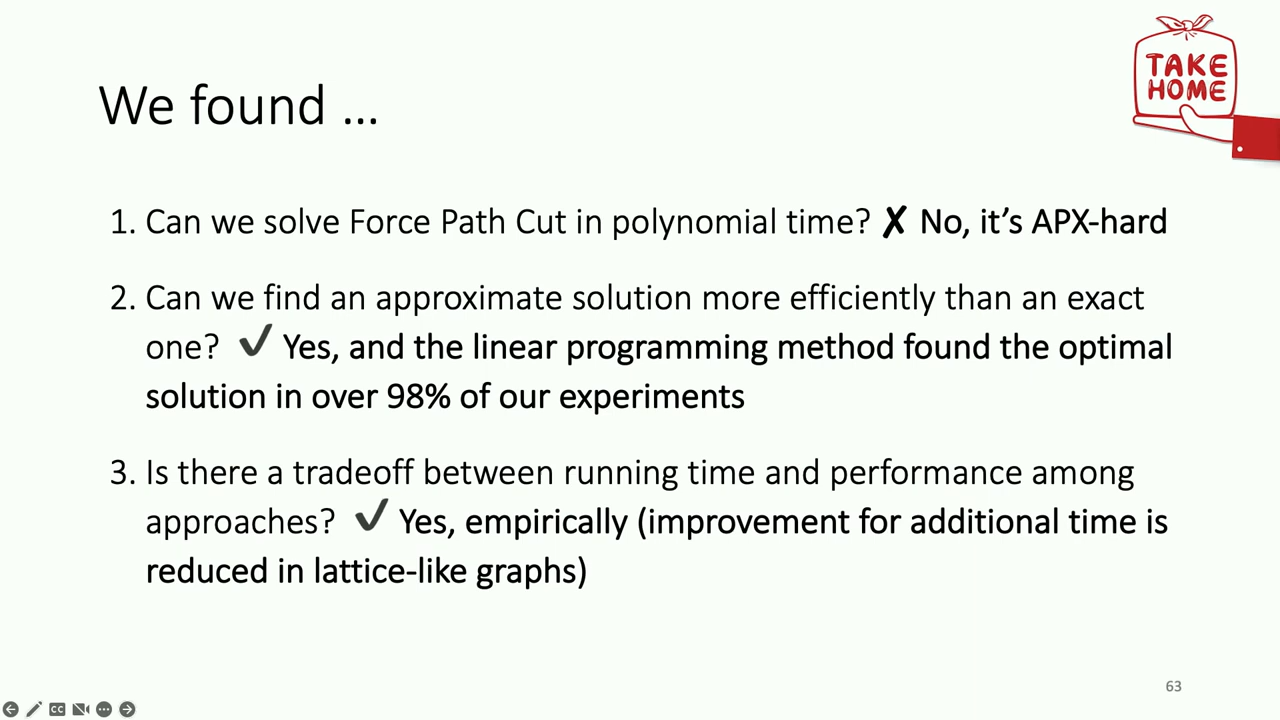 TAKE
HOME
We found ...
1. Can we solve Force Path Cut in polynomial time? ✗ No, it’s APX-hard
2. Can we find an approximate solution more efficiently than an exact
one? ✔ Yes, and the linear programming method found the optimal
solution in over 98% of our experiments
3. Is there a tradeoff between running time and performance among
approaches? ✔ Yes, empirically (improvement for additional time is
reduced in lattice-like graphs)
63
CC